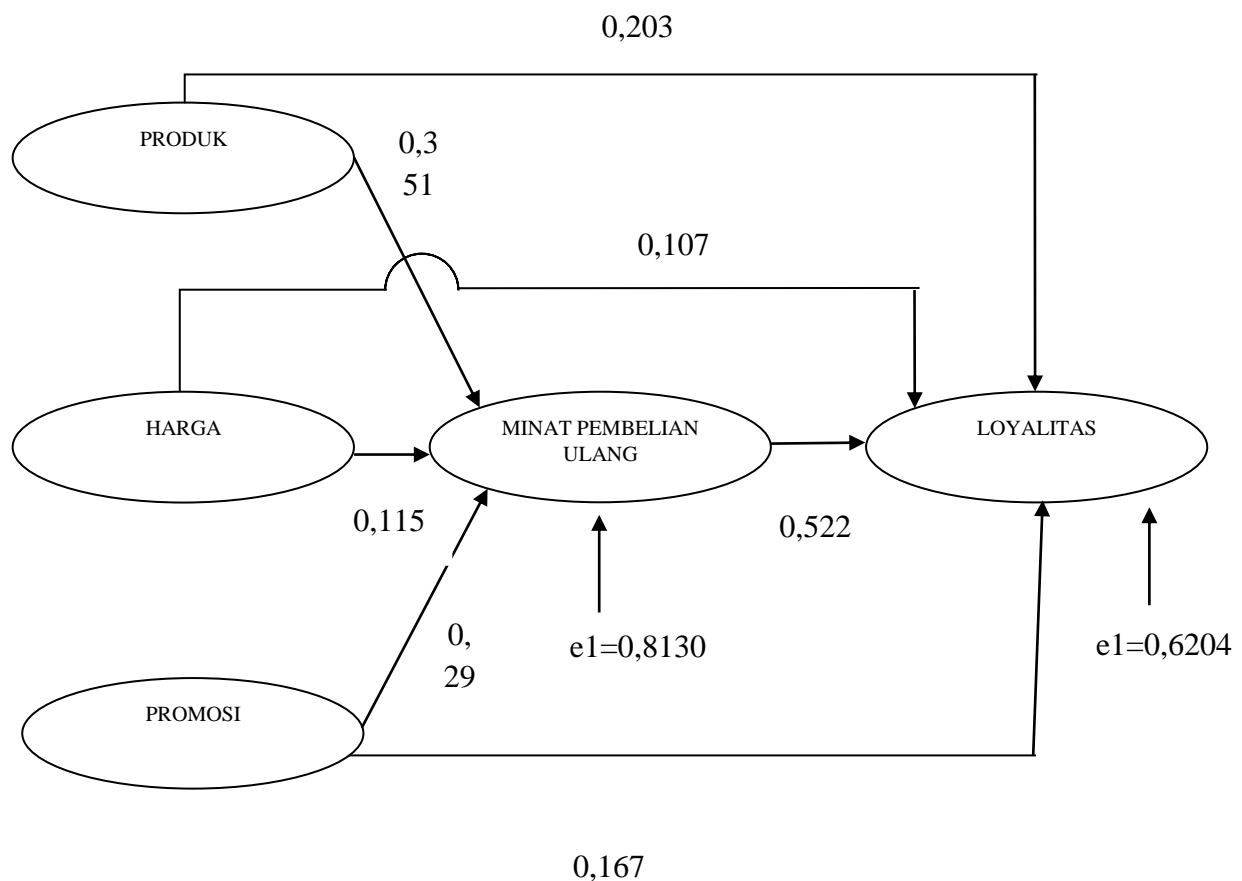 0,203
PRODUK
0,3
51
0,107
HARGA
MINAT PEMBELIAN
ULANG
LOYALITAS
0,115
0,522
0,
29
e1=0,8130
e1=0,6204
PROMOSI
0,167